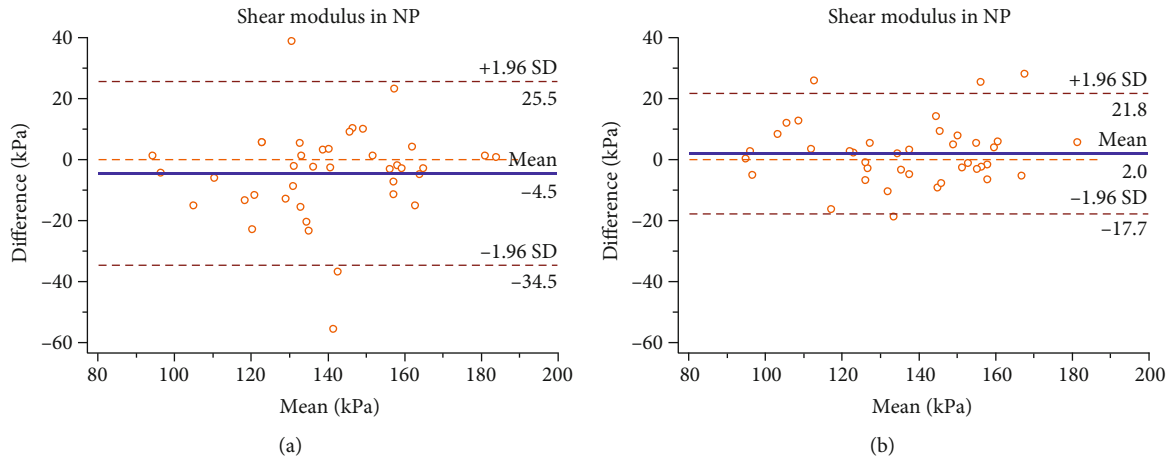 Shear modulus in NP
40
20
0
−20
−40
−60
Difference (kPa)
+1.96 SD
25.5
Mean
−4.5
−1.96 SD
−34.5
80
100
120
140
160
180
200
Mean (kPa)
(a)
Shear modulus in NP
40
20
0
−20
−40
−60
Difference (kPa)
+1.96 SD
21.8
Mean
2.0
−1.96 SD
−17.7
80
100
120
140
160
180
200
Mean (kPa)
(b)